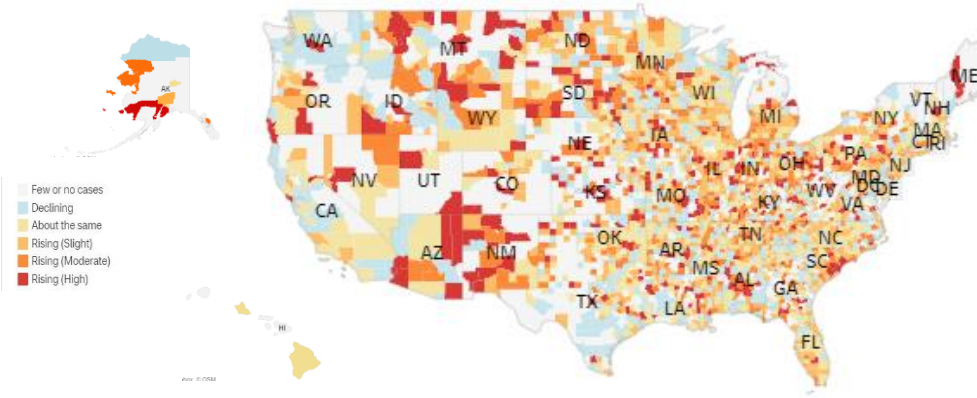 WA
MT
ND
MN
ME
OR
ID
WY
SD
WI
MI
VT
NH
NY
MA
CT
RI
NE
IA
PA
NJ
NV
UT
CO
IL
IN
OH
MD
DC
DE
CA
KS
MO
KY
WV
VA
AZ
NM
OK
AR
TN
NC
MS
AL
SC
GA
TX
LA
FL
AK
Few or no cases
Declining
About the same
Rising (Slight)
Rising (Moderate)
Rising (High)
HI